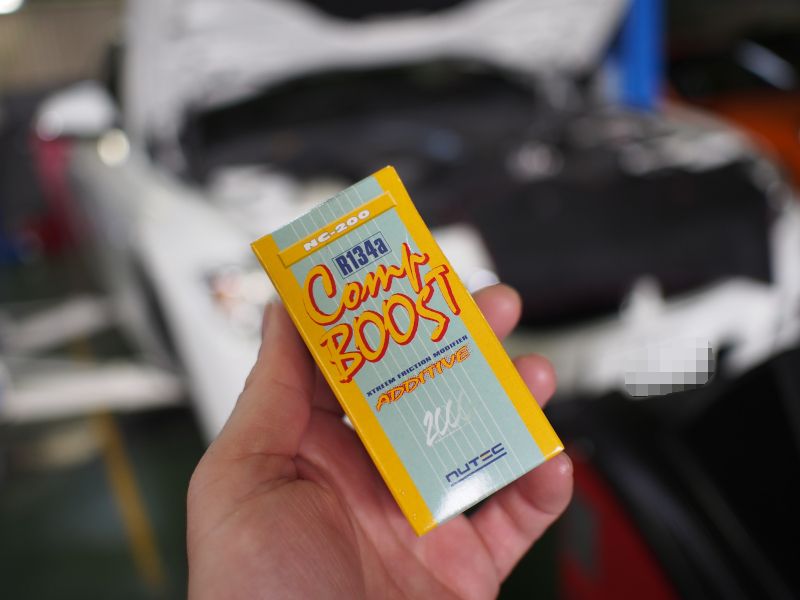 NC-200
R134a
Comp
BOOST
XTREEM FRICTION MODIFIER
ADDITIVE
NUTEC